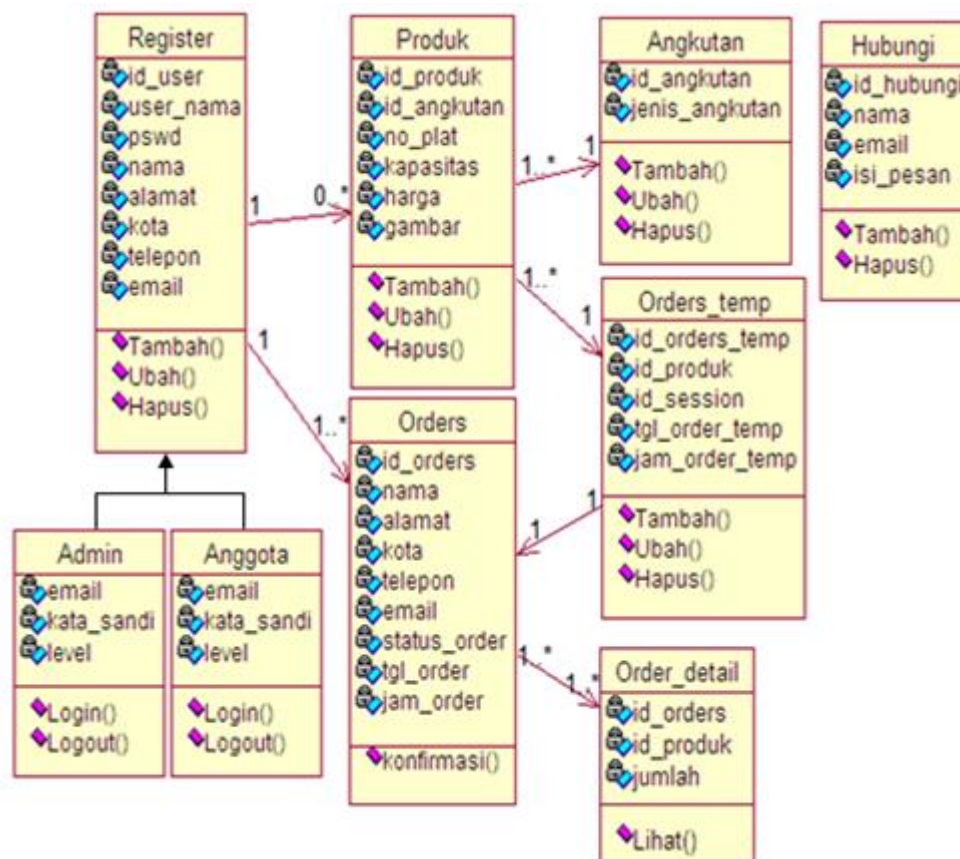 Register
id_user
user_nama
pswd
nama
alamat
kota
telepon
email
Tambah()
Ubah()
Hapus()
1
0..*
1
1..*
Produk
id_produk
id_angkutan
no_plat
kapasitas
harga
gambar
Tambah()
Ubah()
Hapus()
1..*
1
1..*
1
Angkutan
id_angkutan
jenis_angkutan
Tambah()
Ubah()
Hapus()
Hubungi
id_hubungi
nama
email
isi_pesan
Tambah()
Hapus()
Orders_temp
id_orders_temp
id_produk
id_session
tgl_order_temp
jam_order_temp
Tambah()
Ubah()
Hapus()
1
1
Admin
email
kata_sandi
level
Login()
Logout()
Anggota
email
kata_sandi
level
Login()
Logout()
Orders
id_orders
nama
alamat
kota
telepon
email
status_order
tgl_order
jam_order
konfirmasi()
1..*
1..*
Order_detail
id_orders
id_produk
jumlah
Lihat()